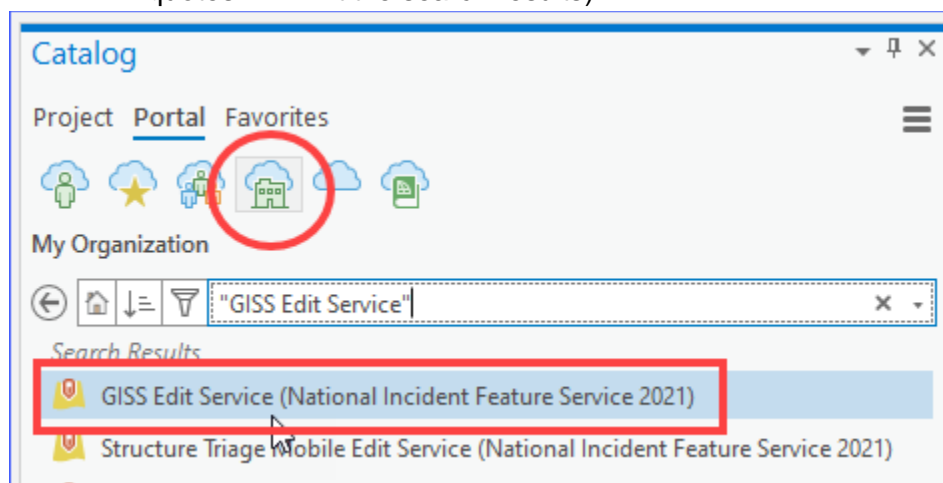 Catalog
Project Portal Favorites
My Organization
"GISS Edit Service"
Search Results
GISS Edit Service (National Incident Feature Service 2021)
Structure Triage Mobile Edit Service (National Incident Feature Service 2021)